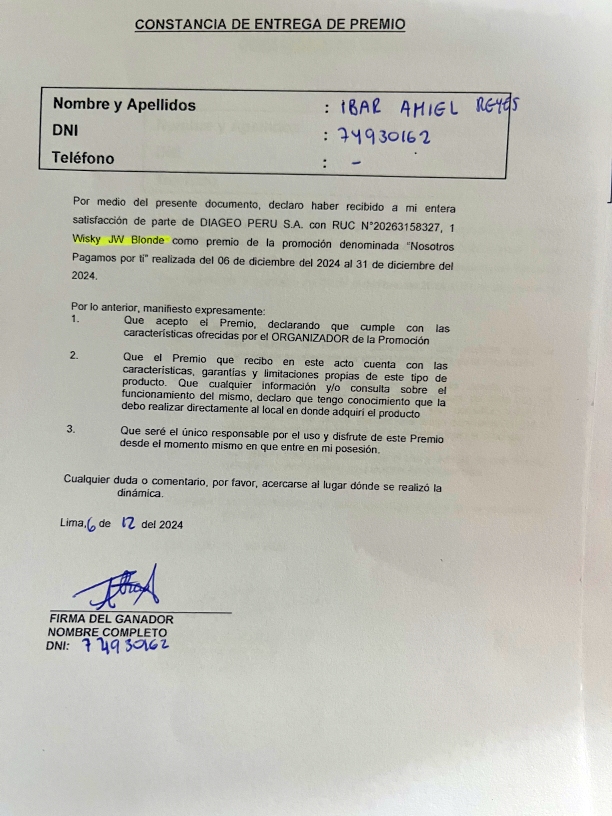 CONSTANCIA DE ENTREGA DE PREMIO
Nombre y Apellidos : IBAR AMIEL REYES
DNI : 74930162
Teléfono : -
Por medio del presente documento, declaro haber recibido a mi entera
satisfacción de parte de DIAGEO PERU S.A. con RUC N°20263158327, 1
Wisky JW Blonde como premio de la promoción denominada "Nosotros
Pagamos por ti" realizada del 06 de diciembre del 2024 al 31 de diciembre del
2024.
Por lo anterior, manifiesto expresamente:
1. Que acepto el Premio, declarando que cumple con las
características ofrecidas por el ORGANIZADOR de la Promoción
2. Que el Premio que recibo en este acto cuenta con las
características, garantías y limitaciones propias de este tipo de
producto. Que cualquier información y/o consulta sobre el
funcionamiento del mismo, declaro que tengo conocimiento que la
debo realizar directamente al local en donde adquirí el producto
3. Que seré el único responsable por el uso y disfrute de este Premio
desde el momento mismo en que entre en mi posesión.
Cualquier duda o comentario, por favor, acercarse al lugar dónde se realizó la
dinámica.
Lima,6 de 12 del 2024
FIRMA DEL GANADOR
NOMBRE COMPLETO
DNI: 74930162